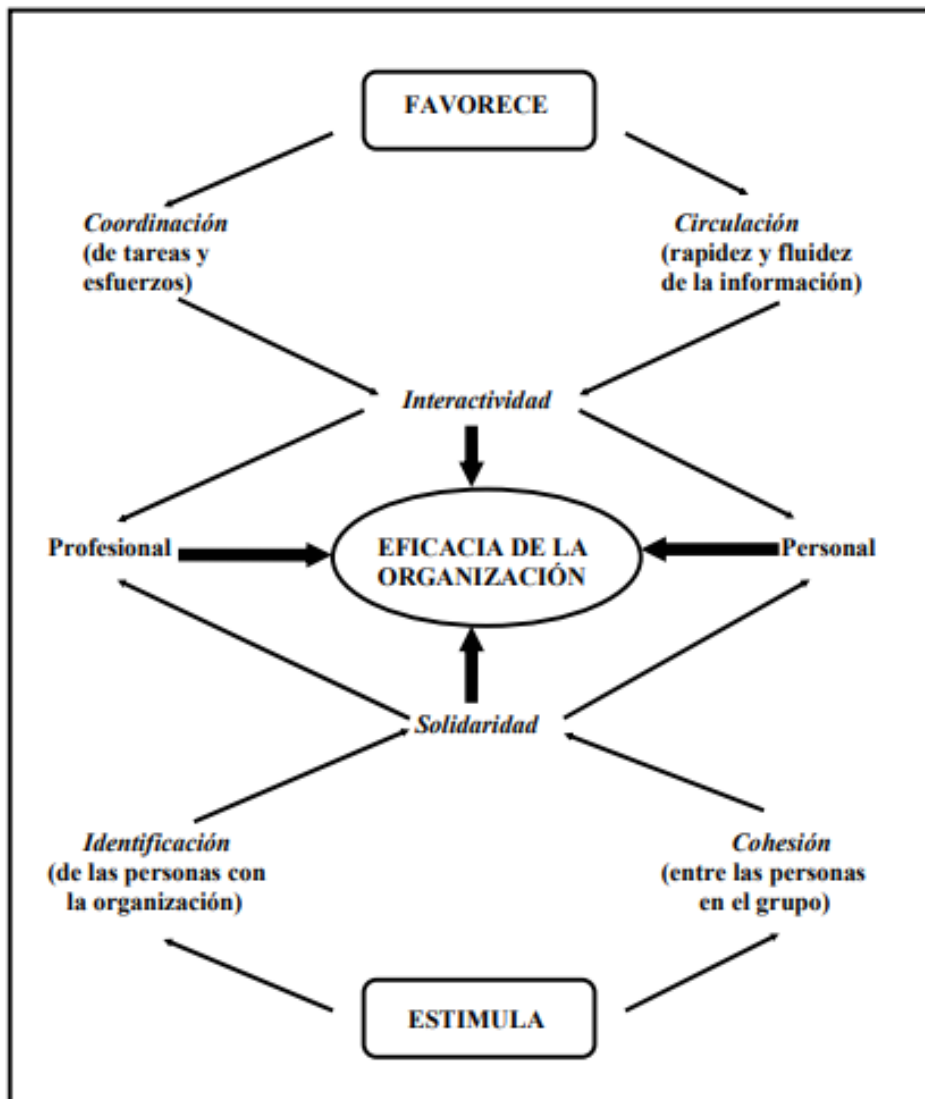 FAVORECE
Coordinación
(de tareas y
esfuerzos)
Circulación
(rapidez y fluidez
de la información)
Interactividad
Profesional
EFICACIA DE LA
ORGANIZACIÓN
Personal
Solidaridad
Identificación
(de las personas con
la organización)
Cohesión
(entre las personas
en el grupo)
ESTIMULA